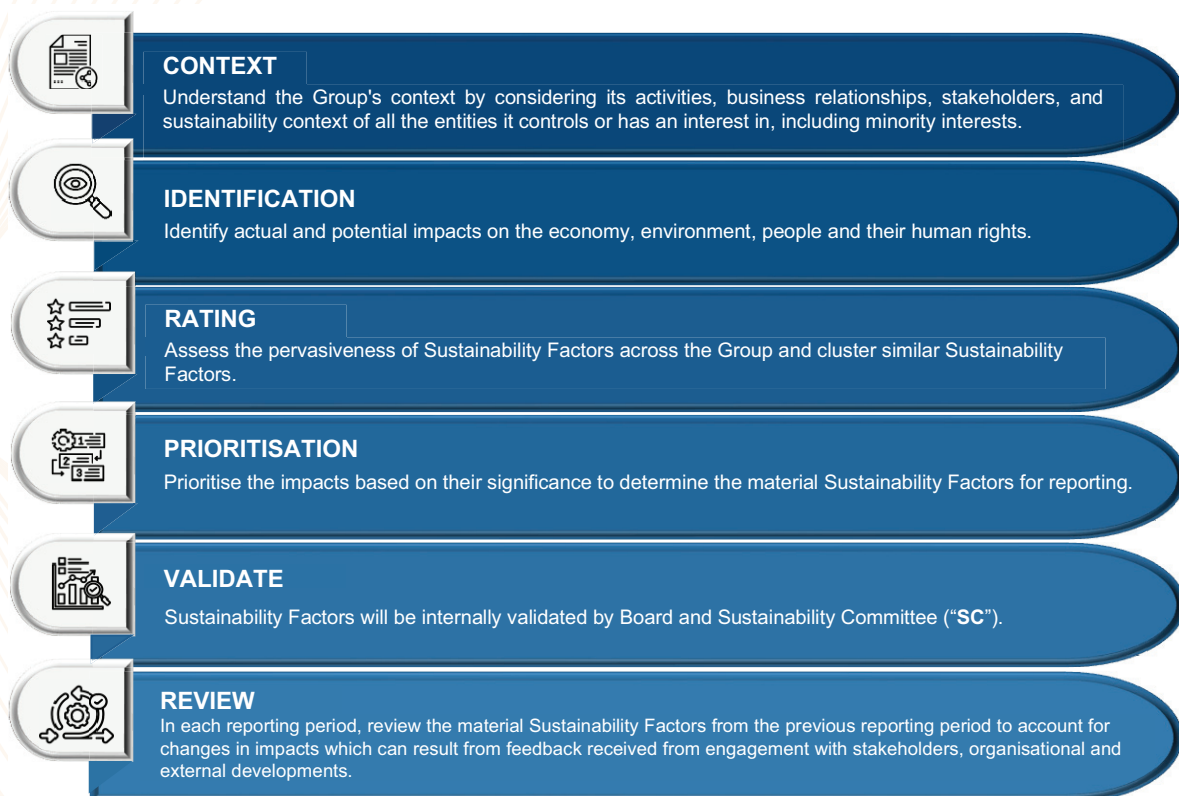 CONTEXT
Understand the Group's context by considering its activities, business relationships, stakeholders, and
sustainability context of all the entities it controls or has an interest in, including minority interests.
IDENTIFICATION
Identify actual and potential impacts on the economy, environment, people and their human rights.
RATING
Assess the pervasiveness of Sustainability Factors across the Group and cluster similar Sustainability
Factors.
1
2
3
PRIORITISATION
Prioritise the impacts based on their significance to determine the material Sustainability Factors for reporting.
VALIDATE
Sustainability Factors will be internally validated by Board and Sustainability Committee (“SC”).
REVIEW
In each reporting period, review the material Sustainability Factors from the previous reporting period to account for
changes in impacts which can result from feedback received from engagement with stakeholders, organisational and
external developments.